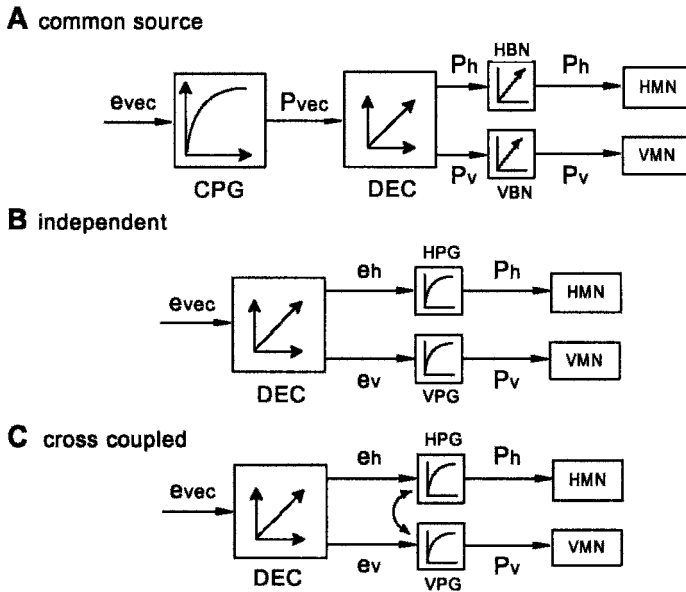 A common source
evec
CPG
Pvec
DEC
Ph
HBN
Ph
HMN
Pv
VBN
Pv
VMN
B independent
evec
DEC
eh
HPG
Ph
HMN
ev
VPG
Pv
VMN
C cross coupled
evec
DEC
eh
HPG
Ph
HMN
ev
VPG
Pv
VMN